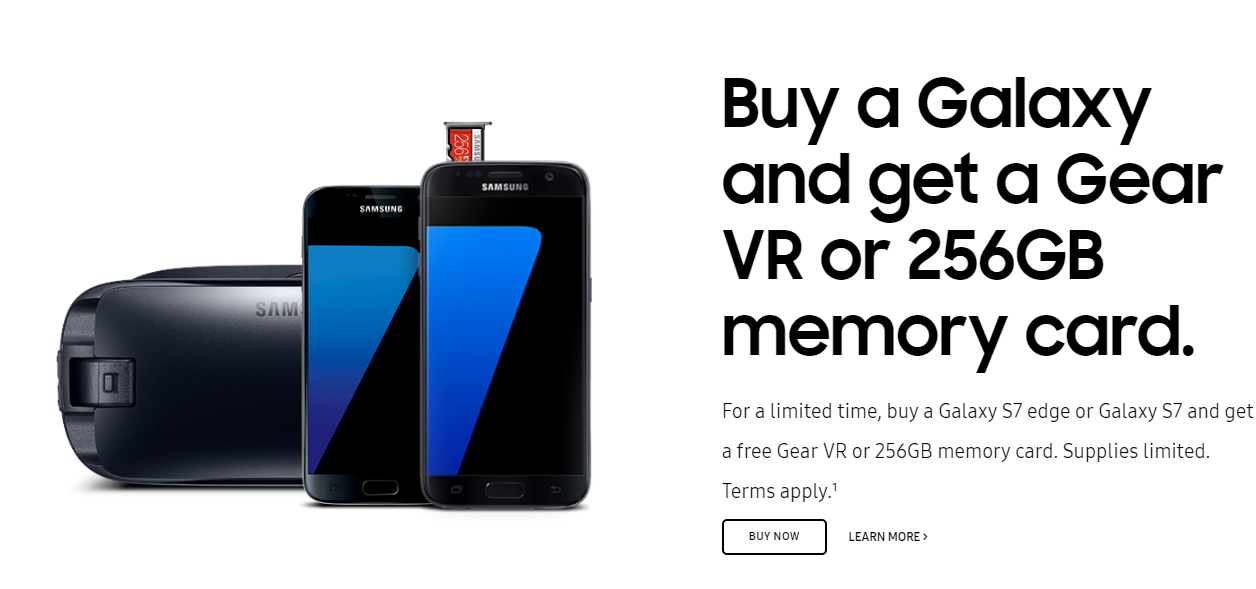 Buy a Galaxy
and get a Gear
VR or 256GB
memory card.
For a limited time, buy a Galaxy S7 edge or Galaxy S7 and get
a free Gear VR or 256GB memory card. Supplies limited.
Terms apply.¹
BUY NOW
LEARN MORE >
SAMSUNG
SAMSUNG
SAM
256
SAMSU